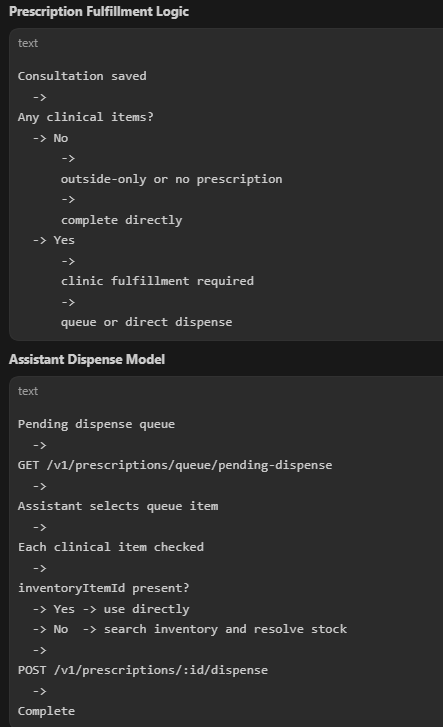 Prescription Fulfillment Logic
text
Consultation saved
->
Any clinical items?
-> No
->
outside-only or no prescription
->
complete directly
-> Yes
->
clinic fulfillment required
->
queue or direct dispense
Assistant Dispense Model
text
Pending dispense queue
->
GET /v1/prescriptions/queue/pending-dispense
->
Assistant selects queue item
->
Each clinical item checked
->
inventoryItemId present?
-> Yes -> use directly
-> No  -> search inventory and resolve stock
->
POST /v1/prescriptions/:id/dispense
->
Complete